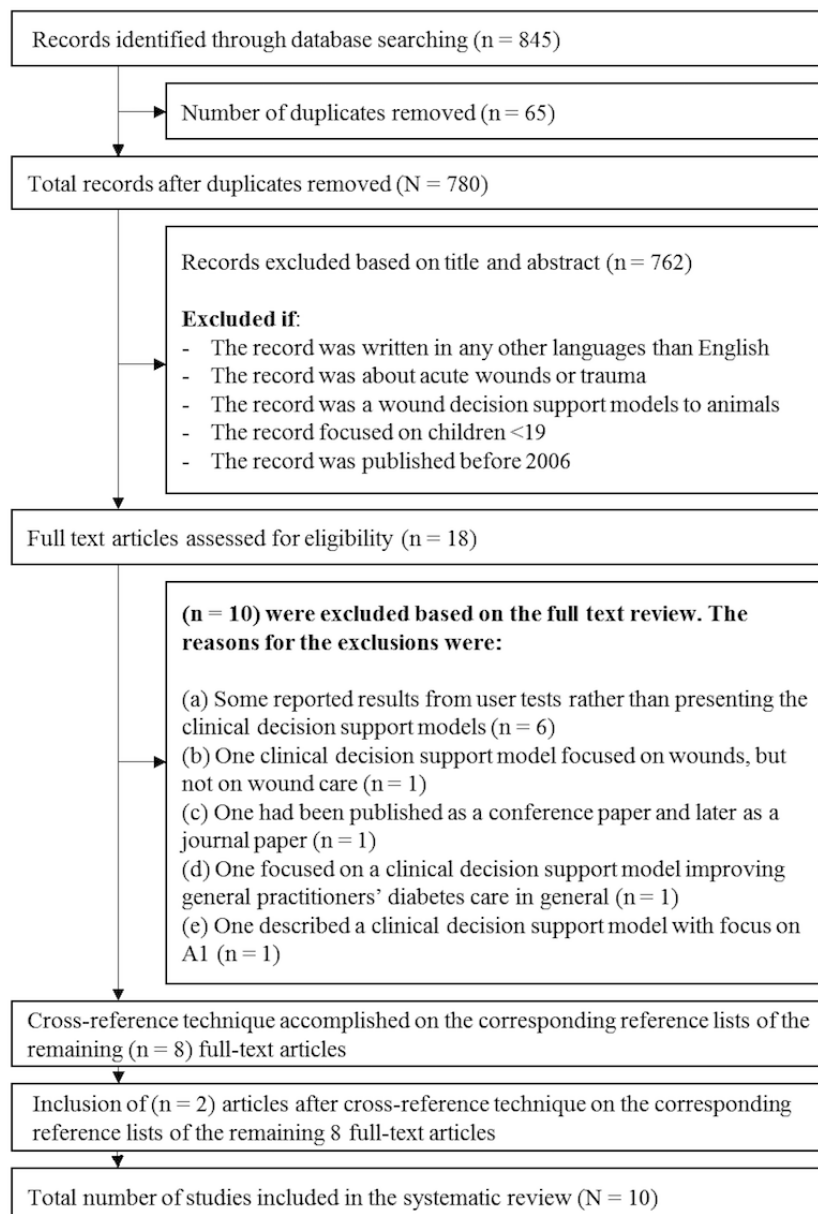 Records identified through database searching (n = 845)
Number of duplicates removed (n = 65)
Total records after duplicates removed (N = 780)
Records excluded based on title and abstract (n = 762)
Excluded if:
- The record was written in any other languages than English
- The record was about acute wounds or trauma
- The record was a wound decision support models to animals
- The record focused on children <19
- The record was published before 2006
Full text articles assessed for eligibility (n = 18)
(n = 10) were excluded based on the full text review. The
reasons for the exclusions were:
(a) Some reported results from user tests rather than presenting the
clinical decision support models (n = 6)
(b) One clinical decision support model focused on wounds, but
not on wound care (n = 1)
(c) One had been published as a conference paper and later as a
journal paper (n = 1)
(d) One focused on a clinical decision support model improving
general practitioners’ diabetes care in general (n = 1)
(e) One described a clinical decision support model with focus on
A1 (n = 1)
Cross-reference technique accomplished on the corresponding reference lists of the
remaining (n = 8) full-text articles
Inclusion of (n = 2) articles after cross-reference technique on the corresponding
reference lists of the remaining 8 full-text articles
Total number of studies included in the systematic review (N = 10)